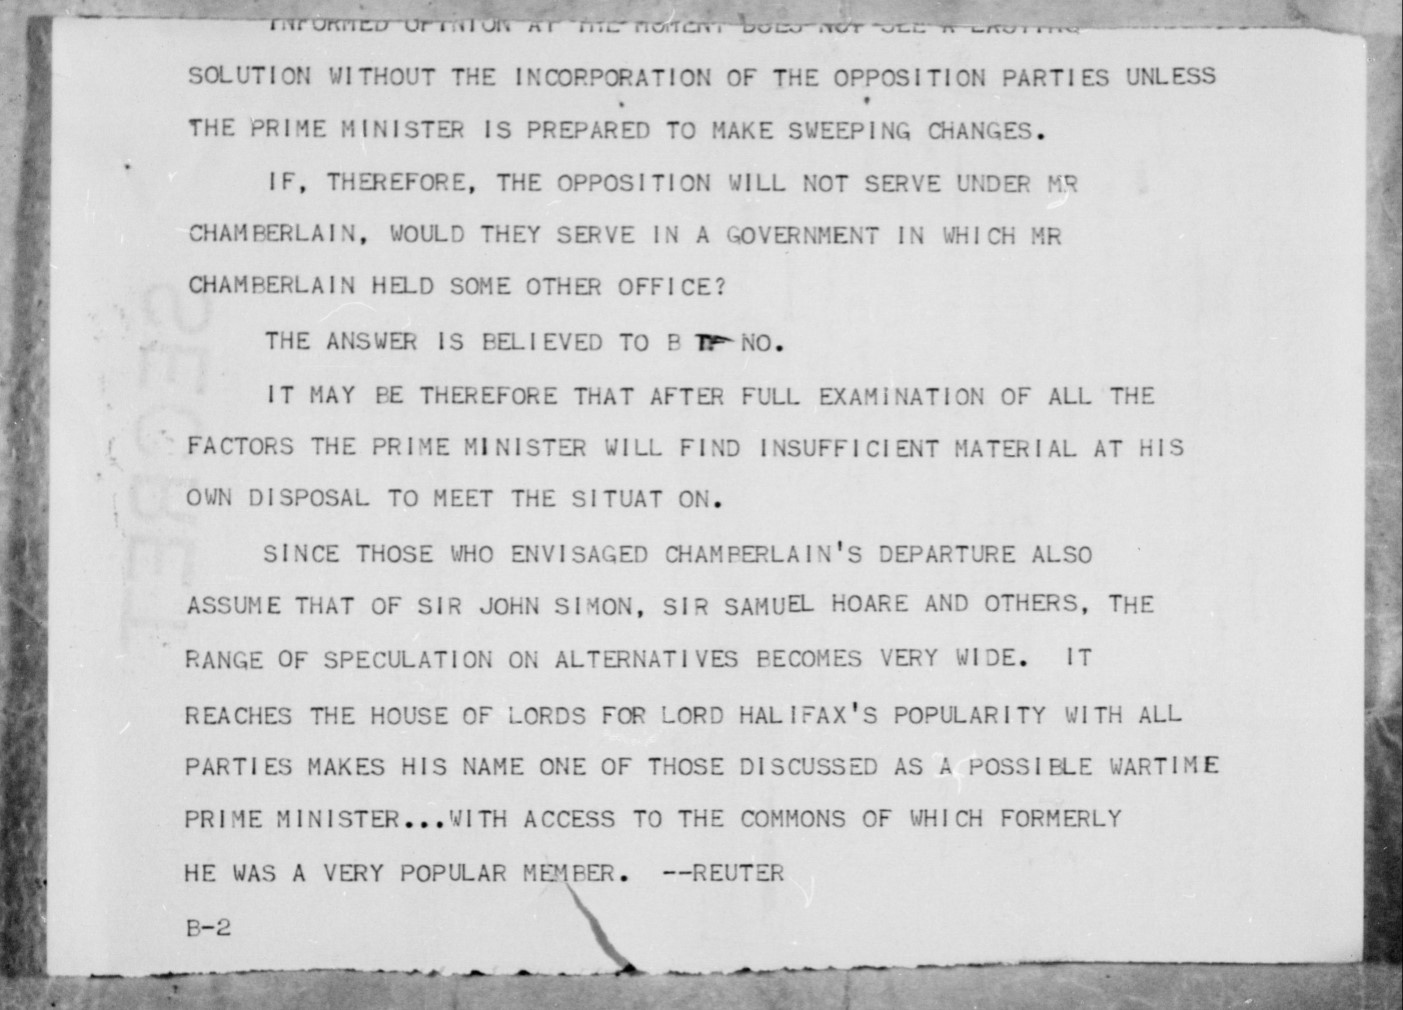 INFORMED OPINION AT THE MOMENT DOES NOT SEE A LASTING
SOLUTION WITHOUT THE INCORPORATION OF THE OPPOSITION PARTIES UNLESS
THE PRIME MINISTER IS PREPARED TO MAKE SWEEPING CHANGES.
IF, THEREFORE, THE OPPOSITION WILL NOT SERVE UNDER MR
CHAMBERLAIN, WOULD THEY SERVE IN A GOVERNMENT IN WHICH MR
CHAMBERLAIN HELD SOME OTHER OFFICE?
THE ANSWER IS BELIEVED TO B NO.
IT MAY BE THEREFORE THAT AFTER FULL EXAMINATION OF ALL THE
FACTORS THE PRIME MINISTER WILL FIND INSUFFICIENT MATERIAL AT HIS
OWN DISPOSAL TO MEET THE SITUAT ON.
SINCE THOSE WHO ENVISAGED CHAMBERLAIN'S DEPARTURE ALSO
ASSUME THAT OF SIR JOHN SIMON, SIR SAMUEL HOARE AND OTHERS, THE
RANGE OF SPECULATION ON ALTERNATIVES BECOMES VERY WIDE. IT
REACHES THE HOUSE OF LORDS FOR LORD HALIFAX'S POPULARITY WITH ALL
PARTIES MAKES HIS NAME ONE OF THOSE DISCUSSED AS A POSSIBLE WARTIME
PRIME MINISTER...WITH ACCESS TO THE COMMONS OF WHICH FORMERLY
HE WAS A VERY POPULAR MEMBER. --REUTER
B-2
SECRET